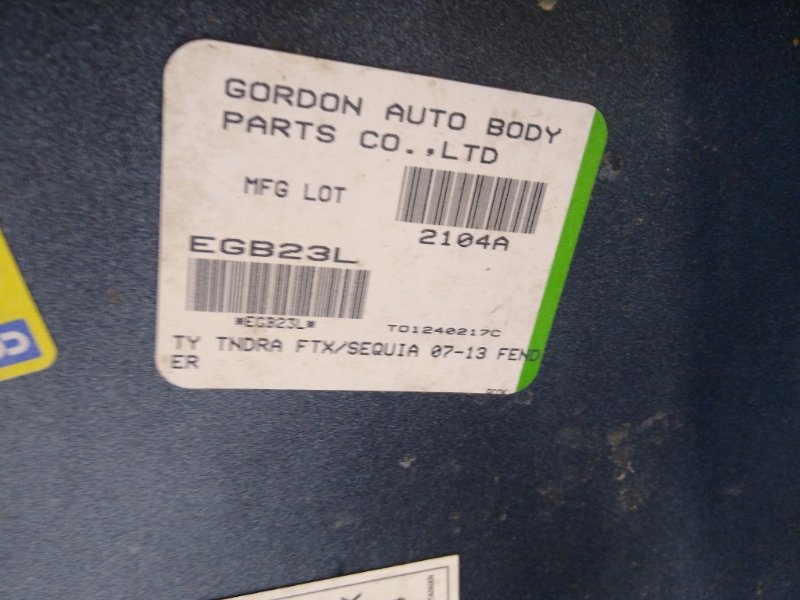 GORDON AUTO BODY
PARTS CO.,LTD
MFG LOT
2104A
EGB23L
*EGB23L*
TO1240217C
TY TNDRA FTX/SEQUIA 07-13 FEND
ER